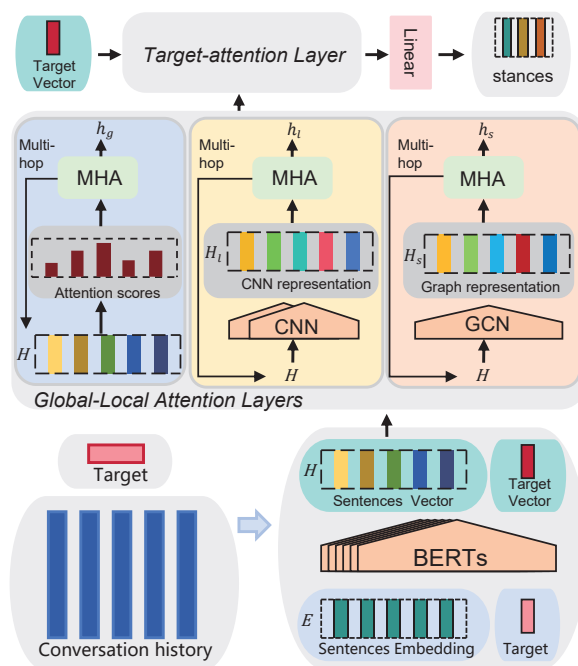 Target
Vector
Target-attention Layer
Linear
stances
h_g
Multi-
hop
MHA
Attention scores
H
h_l
Multi-
hop
MHA
H_l
CNN representation
CNN
H
h_s
Multi-
hop
MHA
H_s
Graph representation
GCN
H
Global-Local Attention Layers
Target
Conversation history
H
Sentences Vector
Target
Vector
BERTs
E
Sentences Embedding
Target